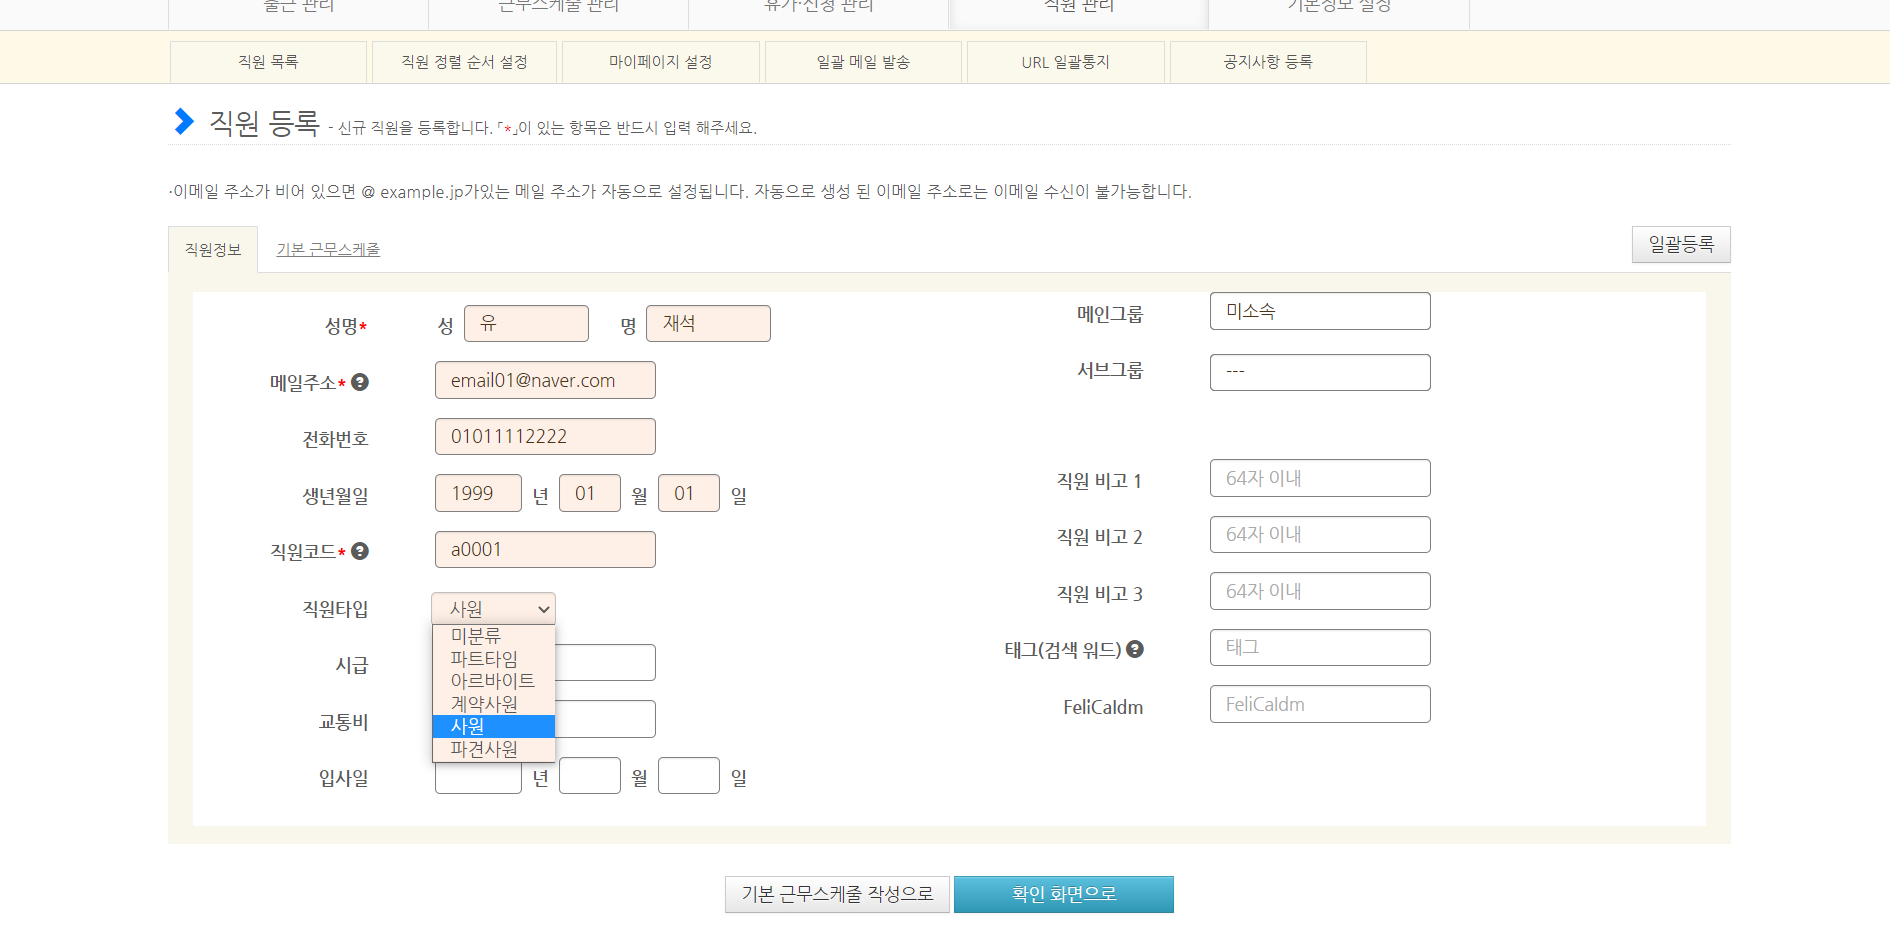 출근 관리 근무스케줄 관리 휴가·신청 관리 직원 관리 기본정보 설정
직원 목록 직원 정렬 순서 설정 마이페이지 설정 일괄 메일 발송 URL 일괄통지 공지사항 등록
직원 등록 - 신규 직원을 등록합니다.「*」이 있는 항목은 반드시 입력 해주세요.
·이메일 주소가 비어 있으면 @ example.jp가있는 메일 주소가 자동으로 설정됩니다. 자동으로 생성 된 이메일 주소로는 이메일 수신이 불가능합니다.
직원정보 기본 근무스케줄 일괄등록
성명* 성 유 명 재석
메일주소* ? email01@naver.com
전화번호 01011112222
생년월일 1999 년 01 월 01 일
직원코드* ? a0001
직원타입 사원
미분류
파트타임
아르바이트
계약사원
사원
파견사원
시급
교통비
입사일 년 월 일
메인그룹 미소속
서브그룹 ---
직원 비고 1 64자 이내
직원 비고 2 64자 이내
직원 비고 3 64자 이내
태그(검색 워드) ? 태그
FeliCaIdm FeliCaIdm
기본 근무스케줄 작성으로 확인 화면으로